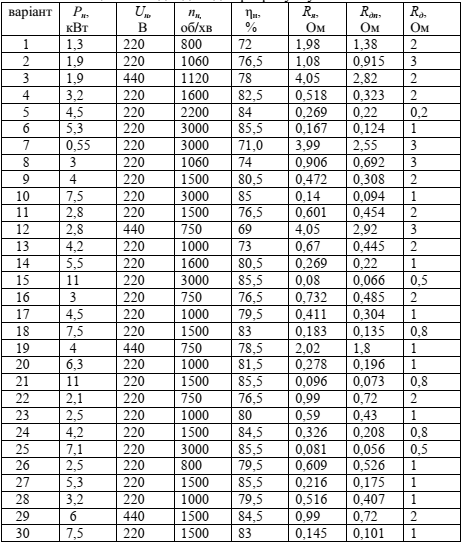 варіант Pн, Uн, nн, ηн, Rя, Rдп, Rд,
кВт В об/хв % Ом Ом Ом
1 1,3 220 800 72 1,98 1,38 2
2 1,9 220 1060 76,5 1,08 0,915 3
3 1,9 440 1120 78 4,05 2,82 2
4 3,2 220 1600 82,5 0,518 0,323 2
5 4,5 220 2200 84 0,269 0,22 0,2
6 5,3 220 3000 85,5 0,167 0,124 1
7 0,55 220 3000 71,0 3,99 2,55 3
8 3 220 1060 74 0,906 0,692 3
9 4 220 1500 80,5 0,472 0,308 2
10 7,5 220 3000 85 0,14 0,094 1
11 2,8 220 1500 76,5 0,601 0,454 2
12 2,8 440 750 69 4,05 2,92 3
13 4,2 220 1000 73 0,67 0,445 2
14 5,5 220 1600 80,5 0,269 0,22 1
15 11 220 3000 85,5 0,08 0,066 0,5
16 3 220 750 76,5 0,732 0,485 2
17 4,5 220 1000 79,5 0,411 0,304 1
18 7,5 220 1500 83 0,183 0,135 0,8
19 4 440 750 78,5 2,02 1,8 1
20 6,3 220 1000 81,5 0,278 0,196 1
21 11 220 1500 85,5 0,096 0,073 0,8
22 2,1 220 750 76,5 0,99 0,72 2
23 2,5 220 1000 80 0,59 0,43 1
24 4,2 220 1500 84,5 0,326 0,208 0,8
25 7,1 220 3000 85,5 0,081 0,056 0,5
26 2,5 220 800 79,5 0,609 0,526 1
27 5,3 220 1500 85,5 0,216 0,175 1
28 3,2 220 1000 79,5 0,516 0,407 1
29 6 440 1500 84,5 0,99 0,72 2
30 7,5 220 1500 83 0,145 0,101 1